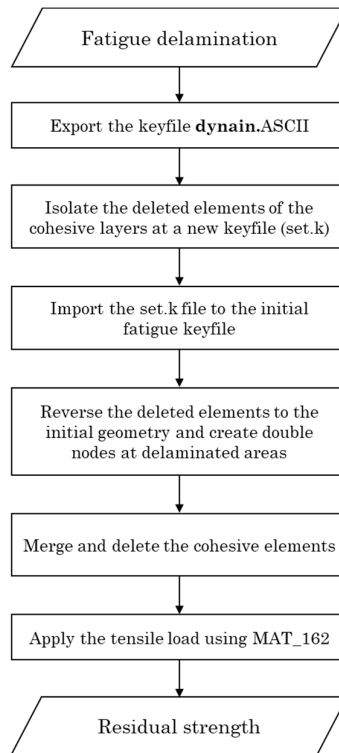 Fatigue delamination
Export the keyfile dynain.ASCII
Isolate the deleted elements of the
cohesive layers at a new keyfile (set.k)
Import the set.k file to the initial
fatigue keyfile
Reverse the deleted elements to the
initial geometry and create double
nodes at delaminated areas
Merge and delete the cohesive elements
Apply the tensile load using MAT_162
Residual strength